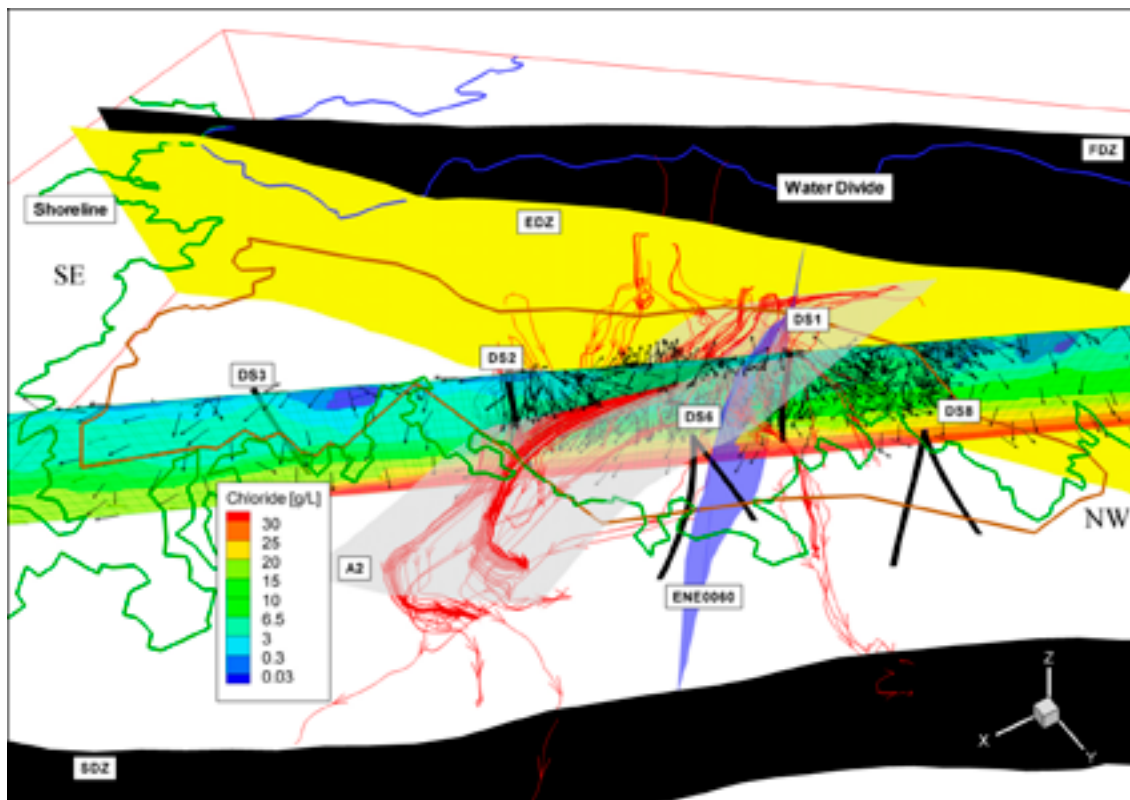 FDZ
Water Divide
Shoreline
EDZ
SE
DS1
DS2
DS3
DS6
DS8
Chloride [g/L]
30
25
20
15
10
6.5
3
0.3
0.03
NW
A2
ENE0060
Z
X
Y
SDZ